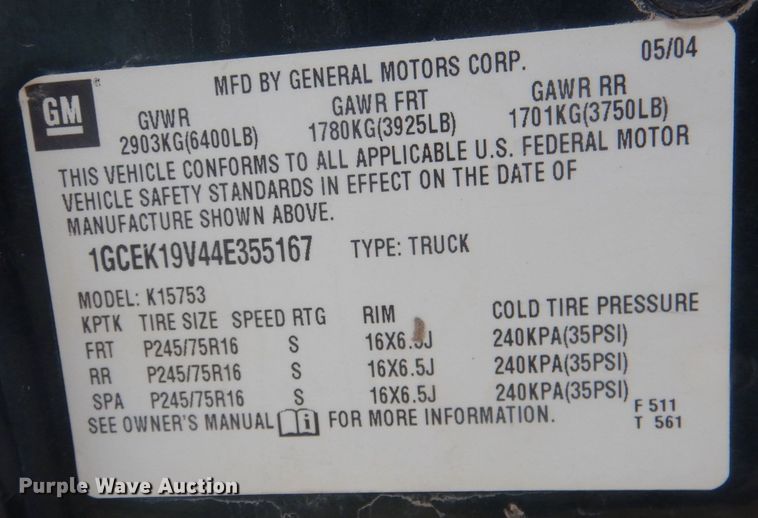 05/04
MFD BY GENERAL MOTORS CORP.
GM
GVWR GAWR FRT GAWR RR
2903KG(6400LB) 1780KG(3925LB) 1701KG(3750LB)
THIS VEHICLE CONFORMS TO ALL APPLICABLE U.S. FEDERAL MOTOR
VEHICLE SAFETY STANDARDS IN EFFECT ON THE DATE OF
MANUFACTURE SHOWN ABOVE.
1GCEK19V44E355167 TYPE: TRUCK
MODEL: K15753
KPTK TIRE SIZE SPEED RTG RIM COLD TIRE PRESSURE
FRT P245/75R16 S 16X6.5J 240KPA(35PSI)
RR P245/75R16 S 16X6.5J 240KPA(35PSI)
SPA P245/75R16 S 16X6.5J 240KPA(35PSI)
SEE OWNER'S MANUAL i FOR MORE INFORMATION.
F 511
T 561
Purple Wave Auction